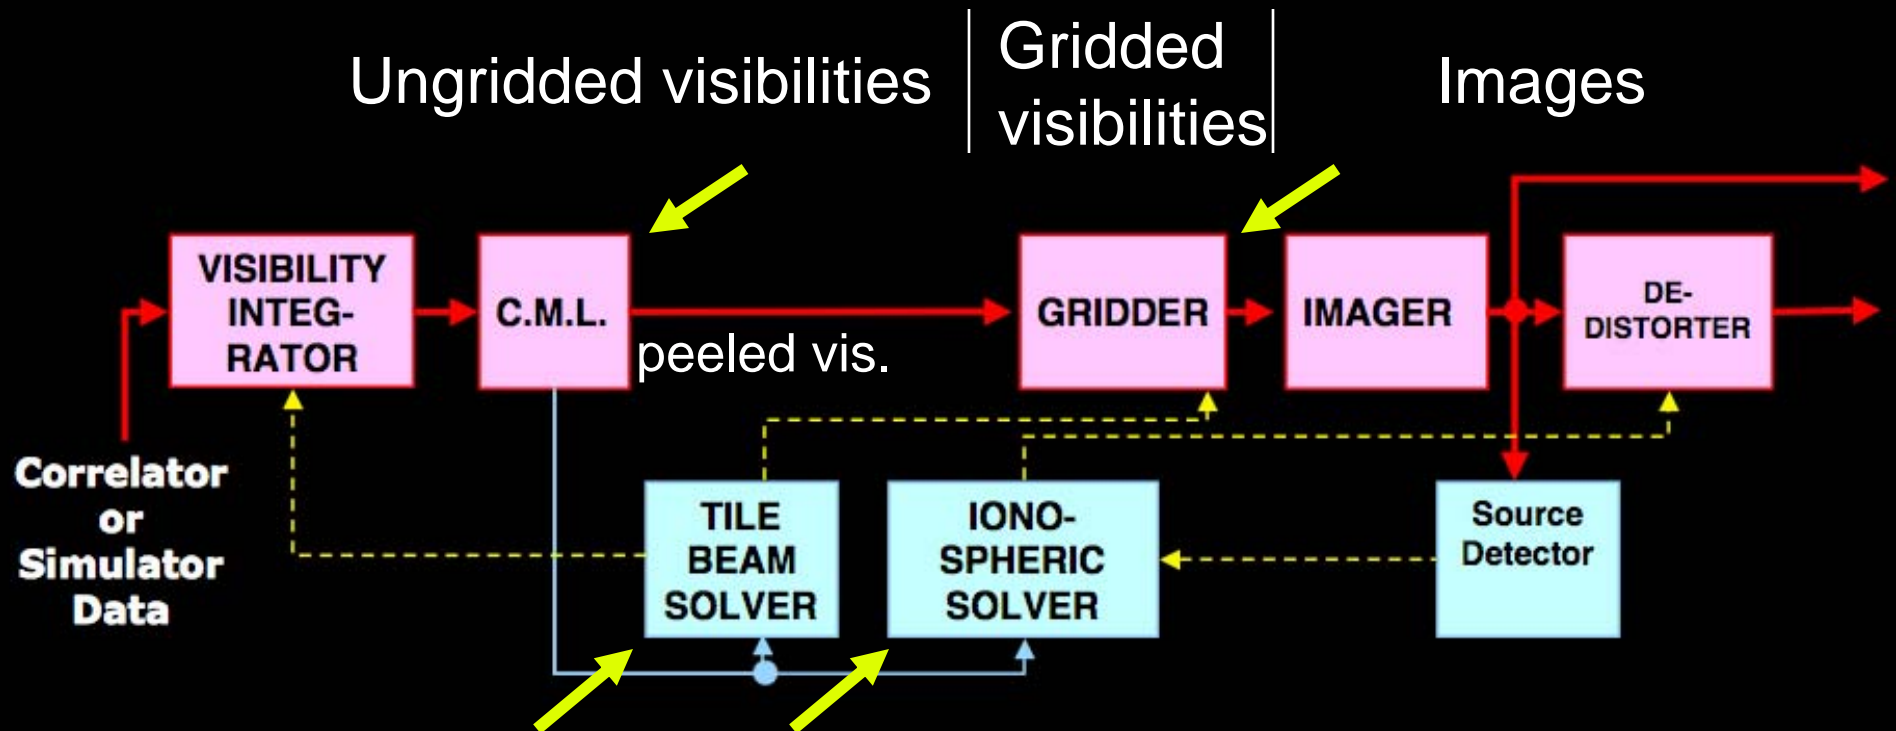 Ungridded visibilities
Gridded
visibilities
Images
VISIBILITY
INTEG-
RATOR
C.M.L.
peeled vis.
GRIDDER
IMAGER
DE-
DISTORTER
Correlator
or
Simulator
Data
TILE
BEAM
SOLVER
IONO-
SPHERIC
SOLVER
Source
Detector